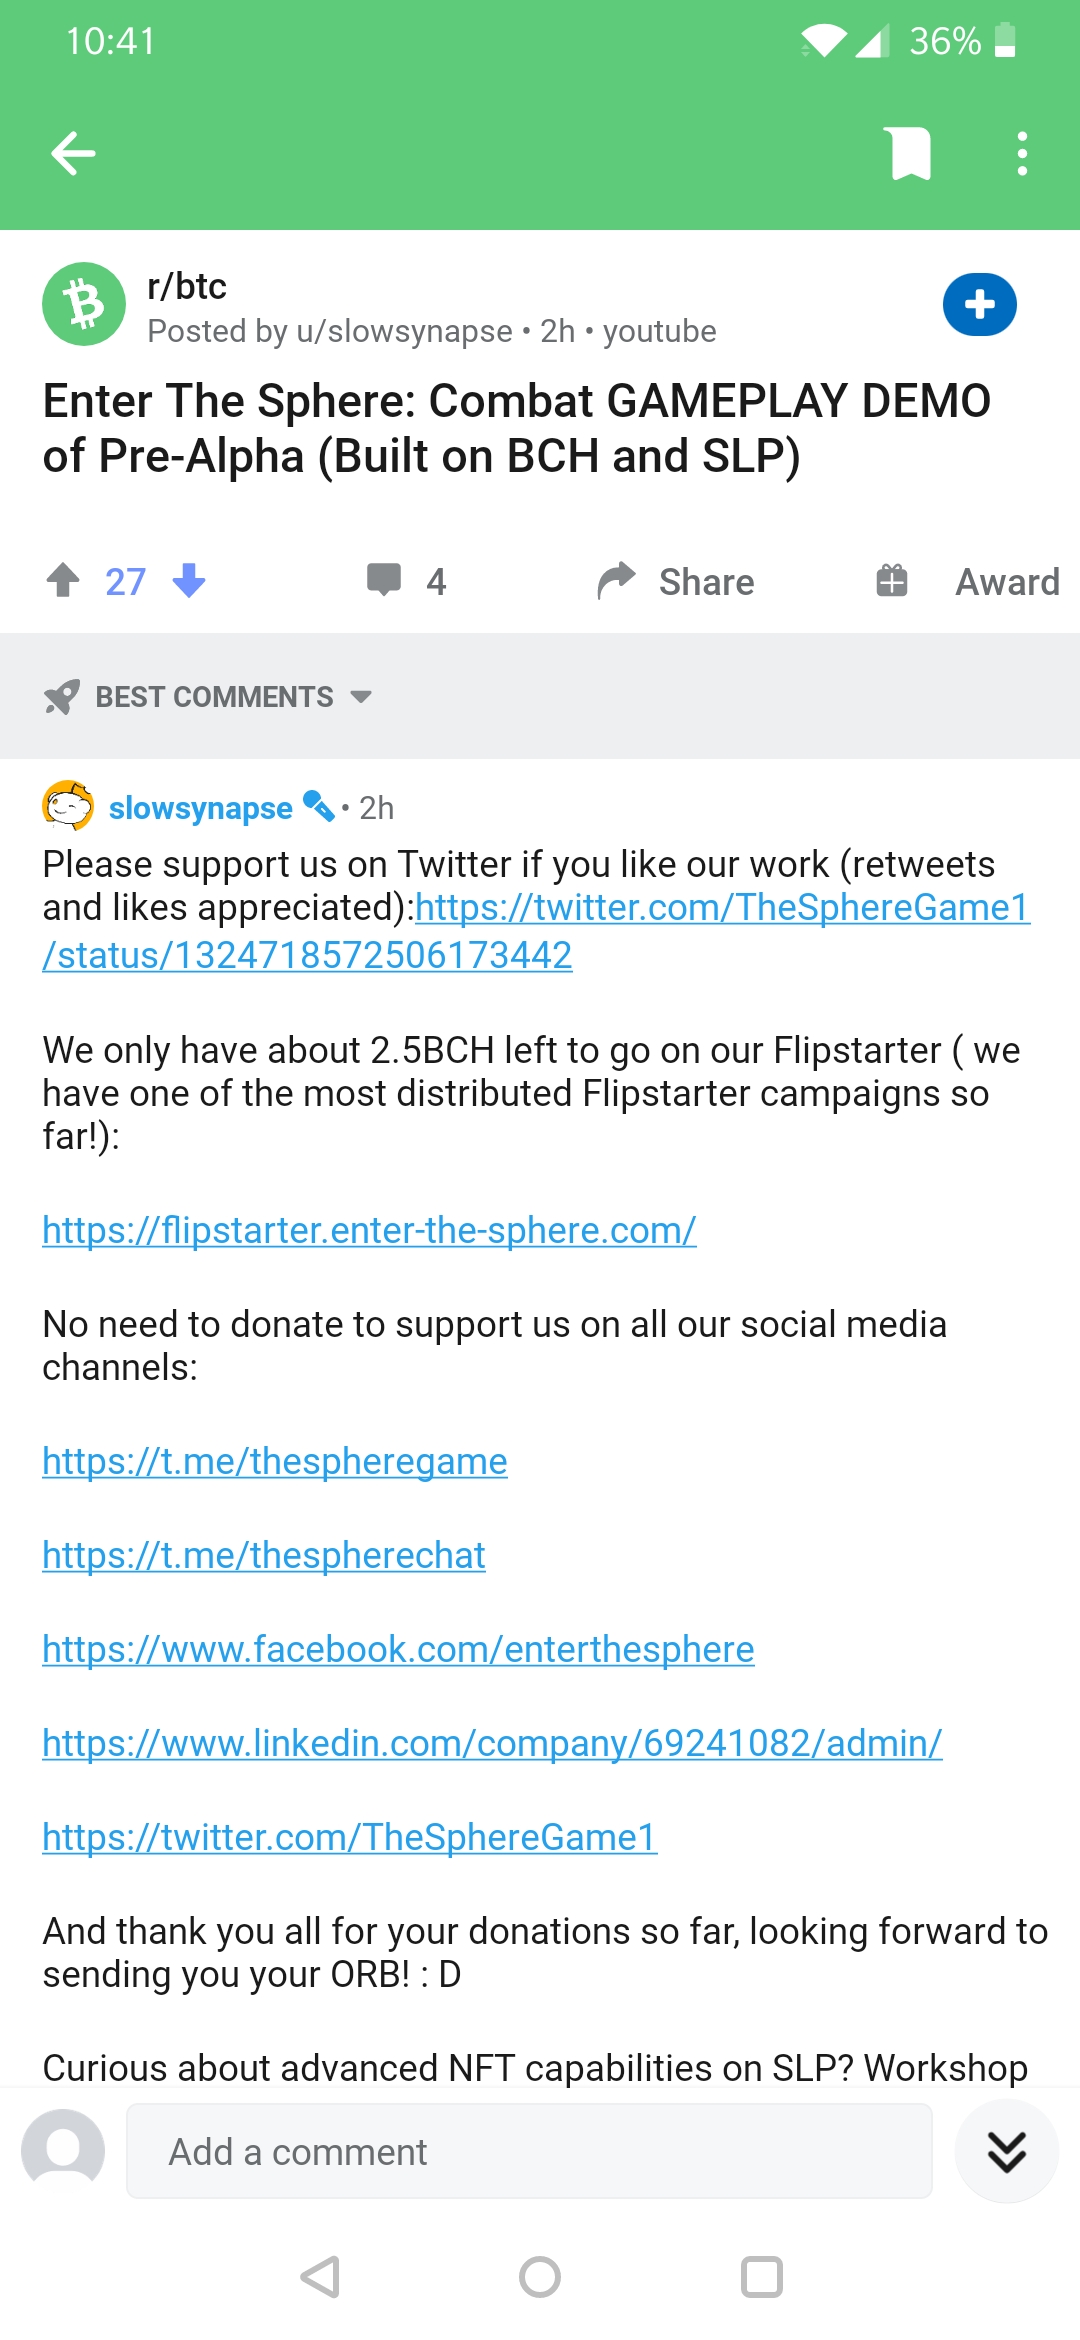 10:41
36%
r/btc
Posted by u/slowsynapse • 2h • youtube
Enter The Sphere: Combat GAMEPLAY DEMO
of Pre-Alpha (Built on BCH and SLP)
27
4
Share
Award
BEST COMMENTS
slowsynapse • 2h
Please support us on Twitter if you like our work (retweets
and likes appreciated):https://twitter.com/TheSphereGame1
/status/1324718572506173442
We only have about 2.5BCH left to go on our Flipstarter ( we
have one of the most distributed Flipstarter campaigns so
far!):
https://flipstarter.enter-the-sphere.com/
No need to donate to support us on all our social media
channels:
https://t.me/thespheregame
https://t.me/thespherechat
https://www.facebook.com/enterthesphere
https://www.linkedin.com/company/69241082/admin/
https://twitter.com/TheSphereGame1
And thank you all for your donations so far, looking forward to
sending you your ORB! : D
Curious about advanced NFT capabilities on SLP? Workshop
Add a comment